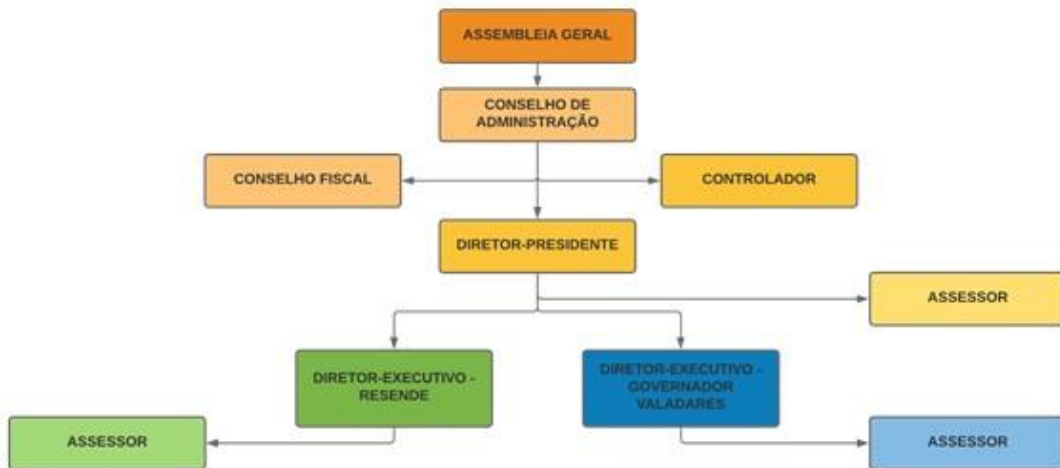 ASSEMBLEIA GERAL
CONSELHO DE
ADMINISTRAÇÃO
CONSELHO FISCAL
CONTROLADOR
DIRETOR-PRESIDENTE
ASSESSOR
DIRETOR-EXECUTIVO -
RESENDE
DIRETOR-EXECUTIVO -
GOVERNADOR
VALADARES
ASSESSOR
ASSESSOR